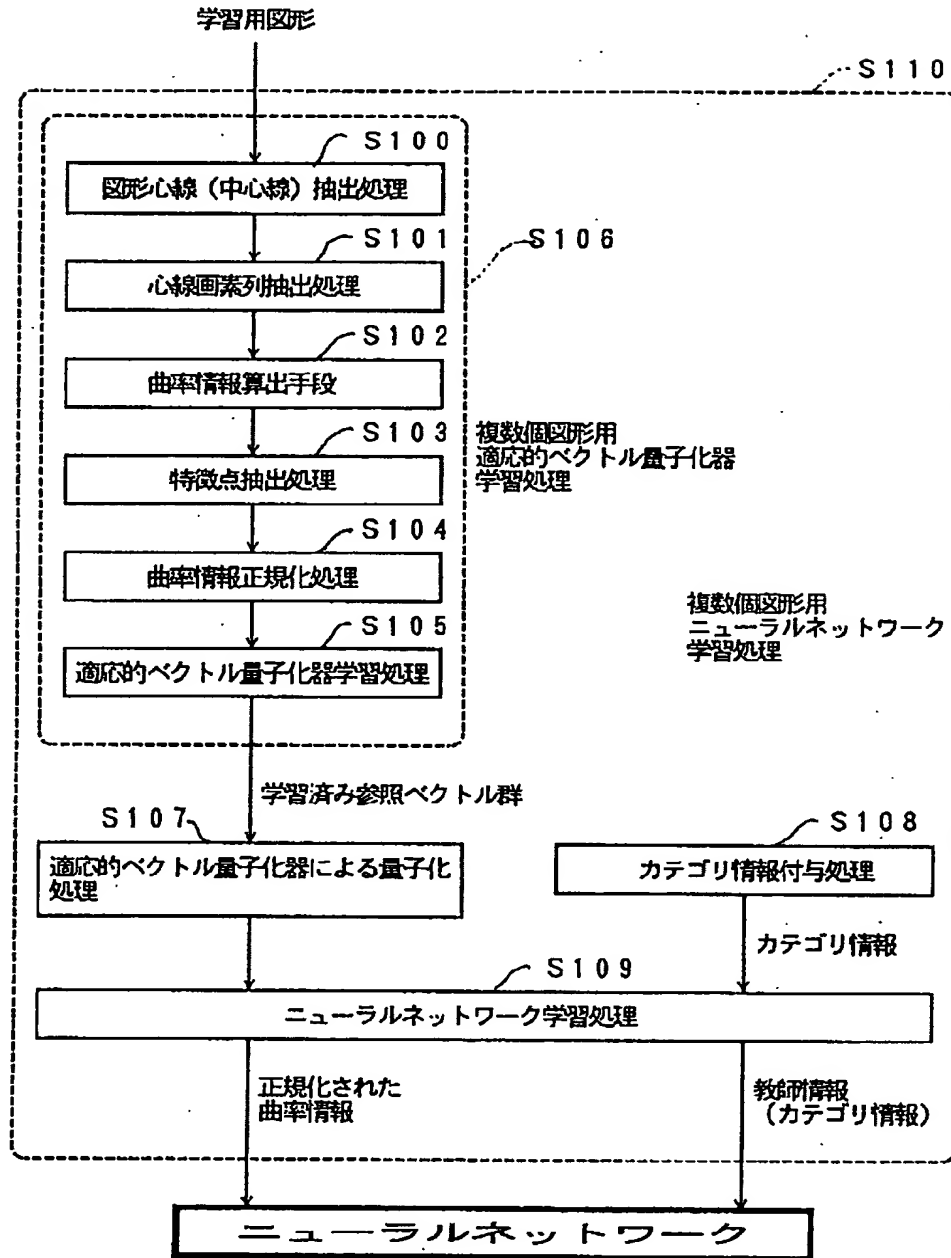 学習用図形
S110
S100
図形心線（中心線）抽出処理
S101
S106
心線画素列抽出処理
S102
曲率情報算出手段
S103
複数個図形用
適応的ベクトル量子化器
学習処理
特徴点抽出処理
S104
曲率情報正規化処理
複数個図形用
ニューラルネットワーク
学習処理
S105
適応的ベクトル量子化器学習処理
学習済み参照ベクトル群
S107
S108
適応的ベクトル量子化器による量子化
処理
カテゴリ情報付与処理
カテゴリ情報
S109
ニューラルネットワーク学習処理
正規化された
曲率情報
教師情報
（カテゴリ情報）
ニューラルネットワーク